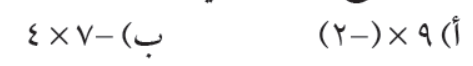 أ) ٩ × (-٢) ب) -٧ × ٤